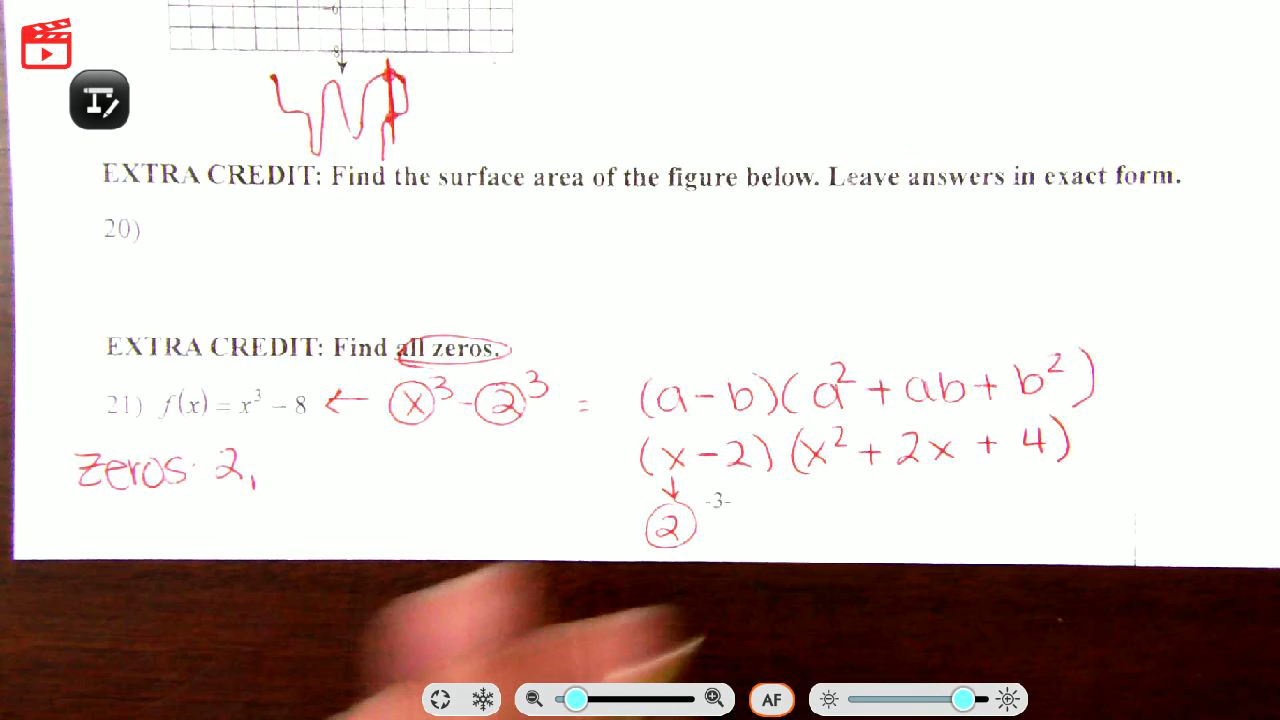 -6
-8
EXTRA CREDIT: Find the surface area of the figure below. Leave answers in exact form.
20)
EXTRA CREDIT: Find all zeros.
21) f(x) = x³ − 8 ← x³ − 2³ = (a − b)(a² + ab + b²)
(x − 2)(x² + 2x + 4)
zeros: 2,
2
-3-
AF